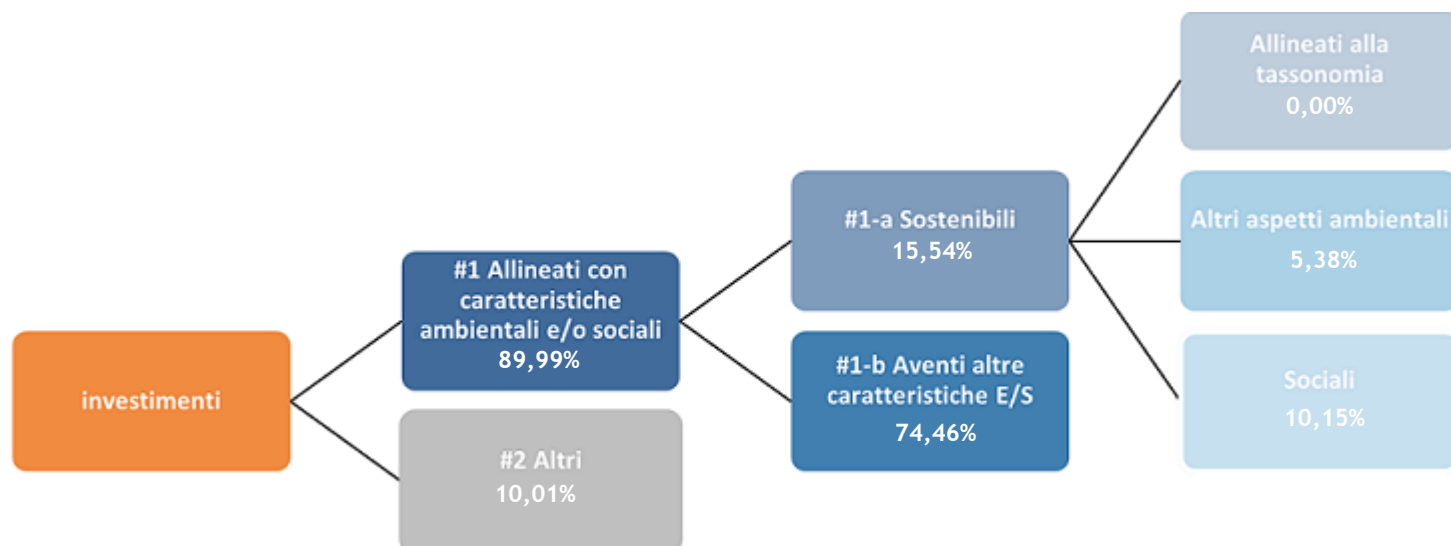 investimenti
#1 Allineati con
caratteristiche
ambientali e/o sociali
89,99%
#2 Altri
10,01%
#1-a Sostenibili
15,54%
#1-b Aventi altre
caratteristiche E/S
74,46%
Allineati alla
tassonomia
0,00%
Altri aspetti ambientali
5,38%
Sociali
10,15%